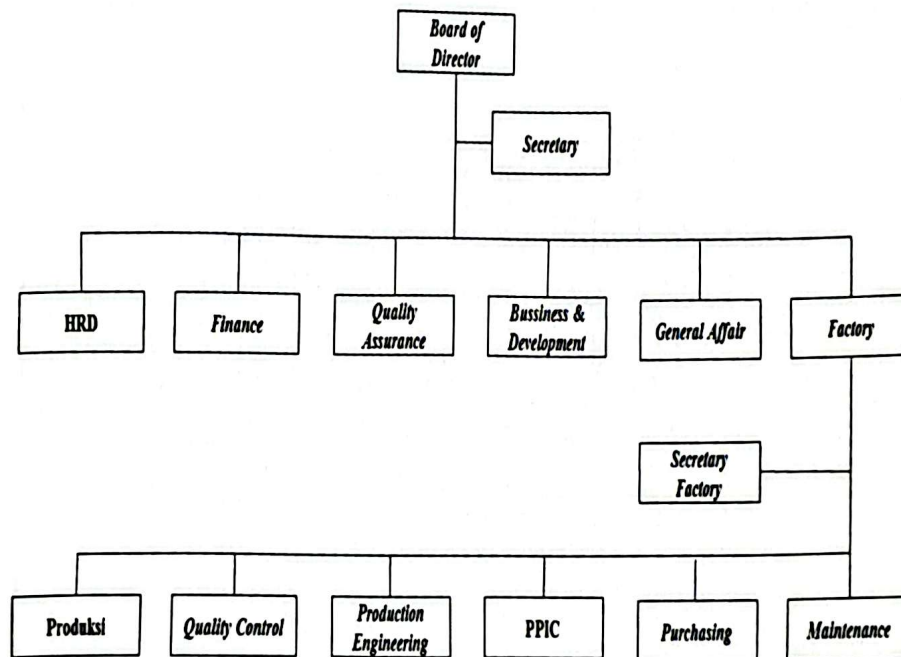 Board of
Director
Secretary
HRD
Finance
Quality
Assurance
Bussiness &
Development
General Affair
Factory
Secretary
Factory
Produksi
Quality Control
Production
Engineering
PPIC
Purchasing
Maintenance